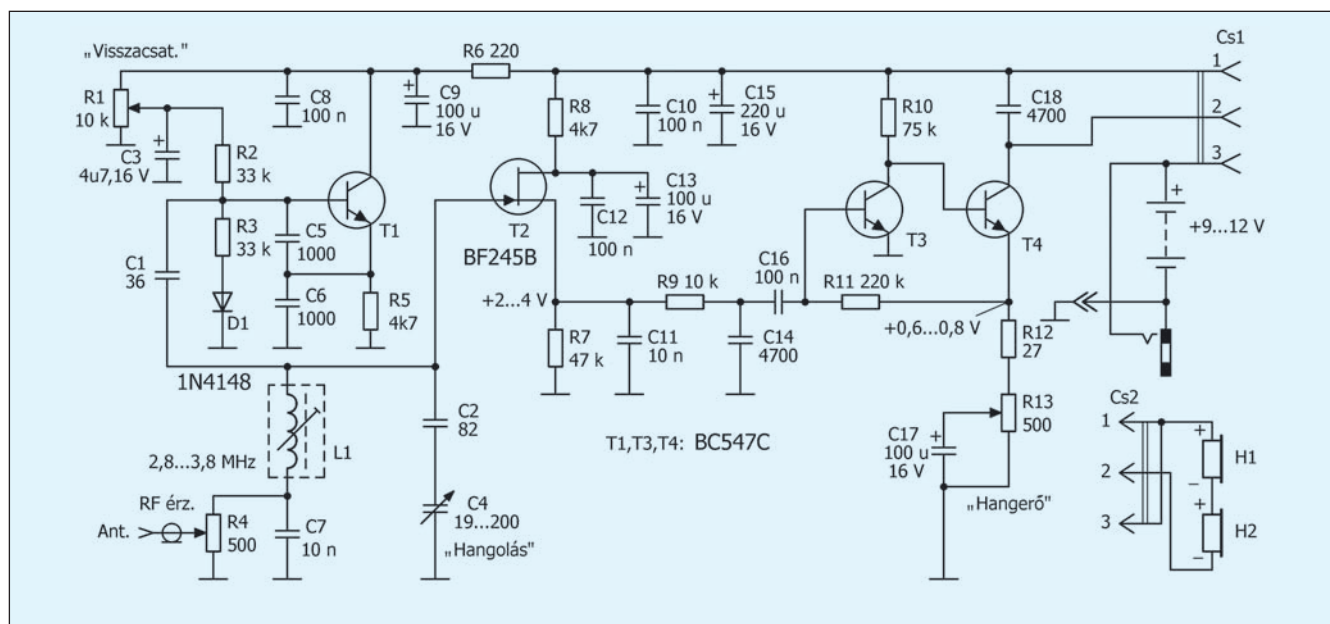 „Visszacsat."
R1
10 k
C3
4u7,16 V
R2
33 k
R3
33 k
C1
36
D1
1N4148
C8
100 n
C5
1000
C6
1000
T1
R5
4k7
+
C9
100 u
16 V
R6 220
R8
4k7
T2
BF245B
C12
100 n
+
C13
100 u
16 V
C10
100 n
+
C15
220 u
16 V
R10
75 k
C18
4700
T3
T4
Cs1
1
2
3
+
+9...12 V
+2...4 V
R7
47 k
C11
10 n
R9 10 k
C14
4700
C16
100 n
R11 220 k
+0,6...0,8 V
R12
27
R13
500
C17
+
100 u
16 V
„Hangerő"
T1,T3,T4: BC547C
L1
2,8...3,8 MHz
RF érz.
Ant.
R4
500
C7
10 n
C2
82
C4
19...200
„Hangolás"
Cs2
1
2
3
+
H1
–
+
H2
–
+